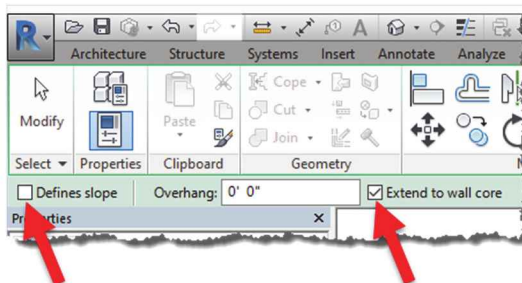 R
A
Architecture Structure Systems Insert Annotate Analyze
Modify Paste Cope
Cut
Join
Select Properties Clipboard Geometry
Defines slope Overhang: 0' 0" Extend to wall core
Properties